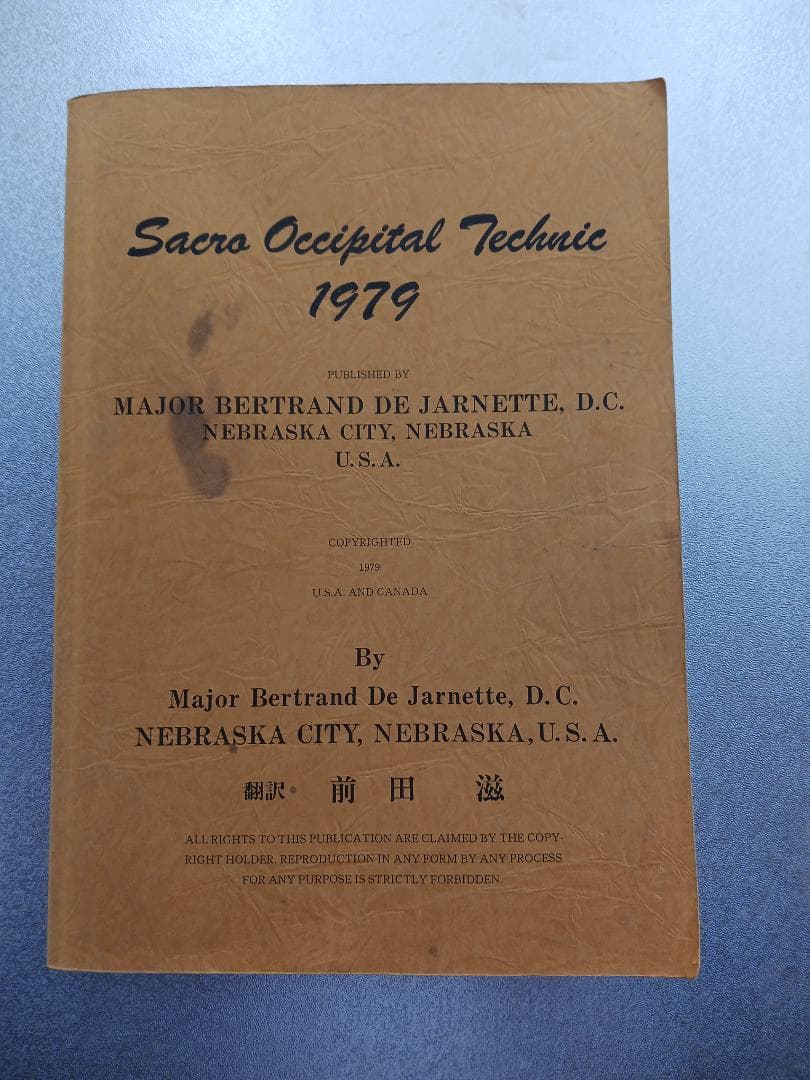 Sacro Occipital Technic
1979
PUBLISHED BY
MAJOR BERTRAND DE JARNETTE, D.C.
NEBRASKA CITY, NEBRASKA
U.S.A.
COPYRIGHTED
1979
U.S.A. AND CANADA
By
Major Bertrand De Jarnette, D.C.
NEBRASKA CITY, NEBRASKA, U.S.A.
翻訳 前田 滋
ALL RIGHTS TO THIS PUBLICATION ARE CLAIMED BY THE COPY-
RIGHT HOLDER. REPRODUCTION IN ANY FORM BY ANY PROCESS
FOR ANY PURPOSE IS STRICTLY FORBIDDEN.